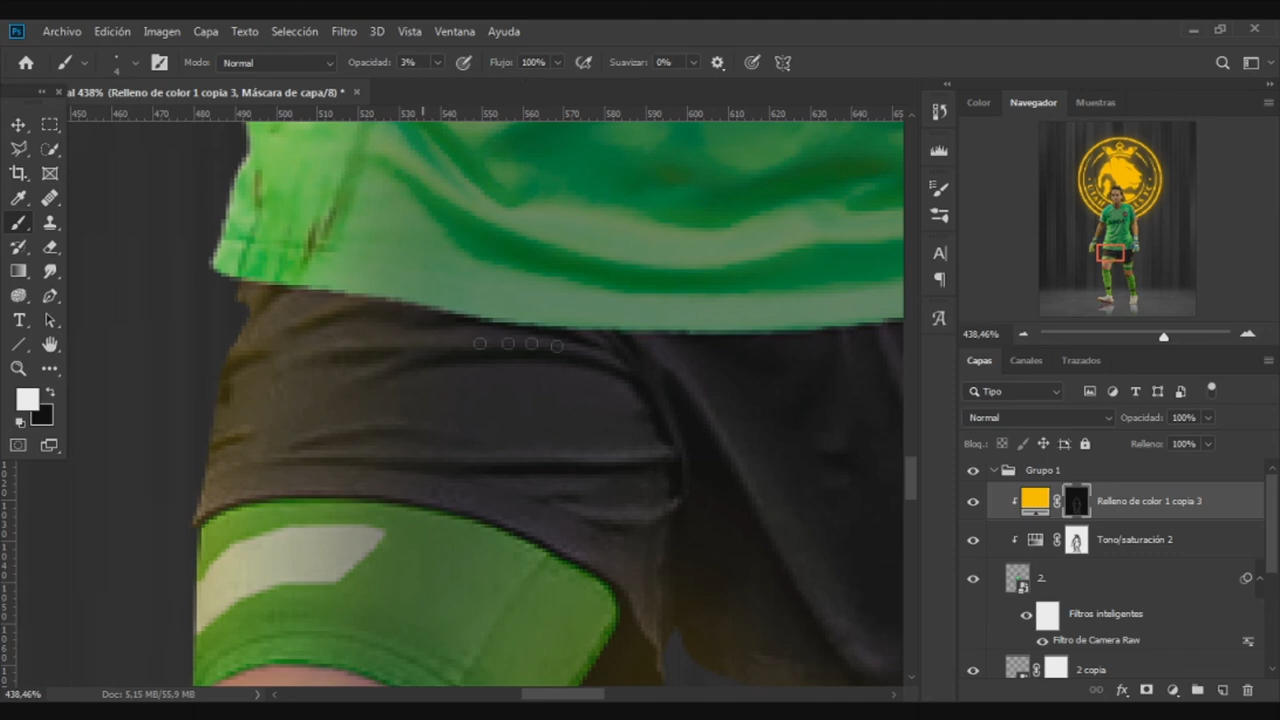 Ps Archivo Edición Imagen Capa Texto Selección Filtro 3D Vista Ventana Ayuda
4 Modo: Normal Opacidad: 3% Flujo: 100% Suavizar: 0%
al 438% (Relleno de color 1 copia 3, Máscara de capa/8) *
450 460 470 480 490 500 510 520 530 540 550 560 570 580 590 600 610 620 630 640 65
Color Navegador Muestras
438,46%
Capas Canales Trazados
Tipo
Normal Opacidad: 100%
Bloq.: Relleno: 100%
Grupo 1
Relleno de color 1 copia 3
Tono/saturación 2
2
Filtros inteligentes
Filtro de Camera Raw
2 copia
438,46% Doc: 5,15 MB/55,9 MB